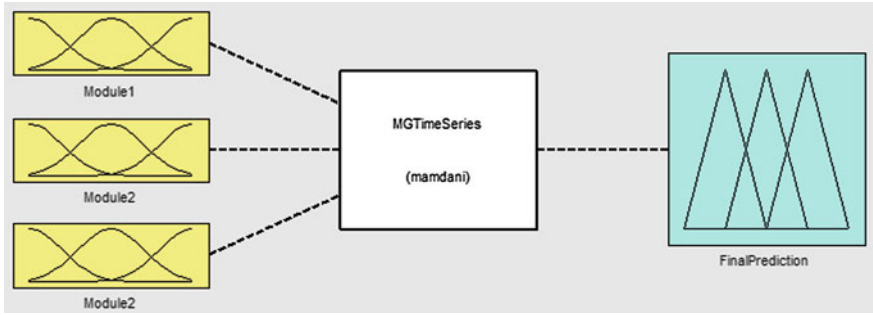 Module1
Module2
Module2
MGTimeSeries
(mamdani)
FinalPrediction